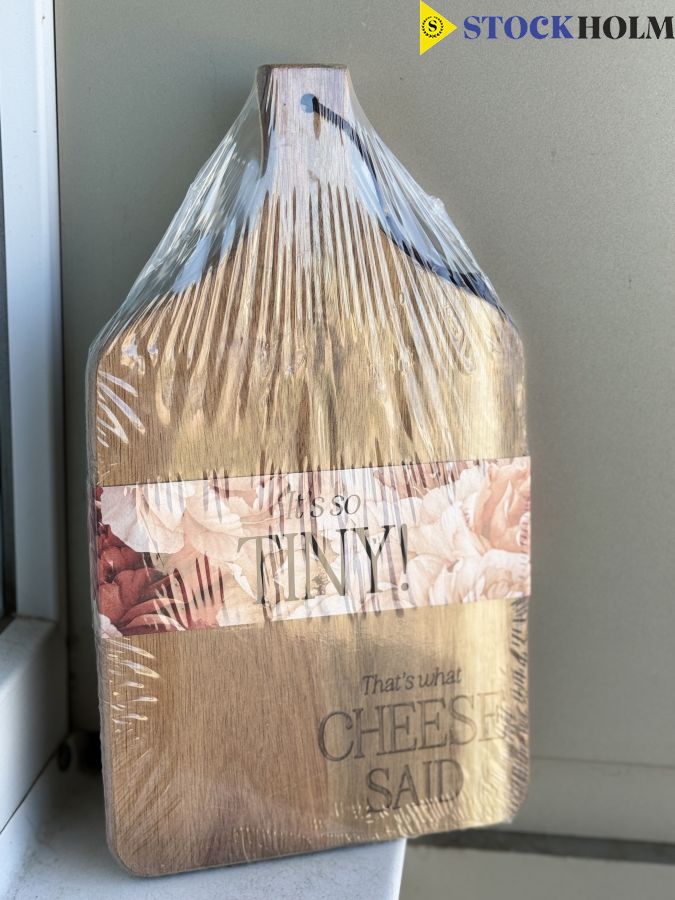 STOCKHOLM
It's so
TINY!
That's what
CHEESE
SAID